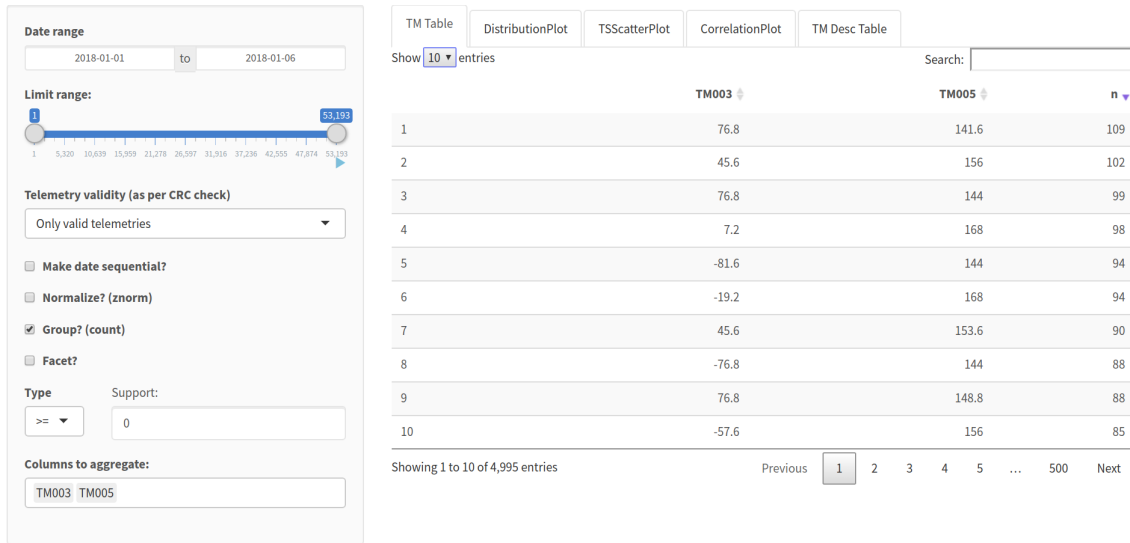 Date range
2018-01-01 to 2018-01-06
Limit range:
1 53,193
1 5,320 10,639 15,959 21,278 26,597 31,916 37,236 42,555 47,874 53,193
Telemetry validity (as per CRC check)
Only valid telemetries
Make date sequential?
Normalize? (znorm)
Group? (count)
Facet?
Type Support:
>= 0
Columns to aggregate:
TM003 TM005
TM Table DistributionPlot TSScatterPlot CorrelationPlot TM Desc Table
Show 10 entries Search:
TM003 TM005 n
1 76.8 141.6 109
2 45.6 156 102
3 76.8 144 99
4 7.2 168 98
5 -81.6 144 94
6 -19.2 168 94
7 45.6 153.6 90
8 -76.8 144 88
9 76.8 148.8 88
10 -57.6 156 85
Showing 1 to 10 of 4,995 entries Previous 1 2 3 4 5 … 500 Next